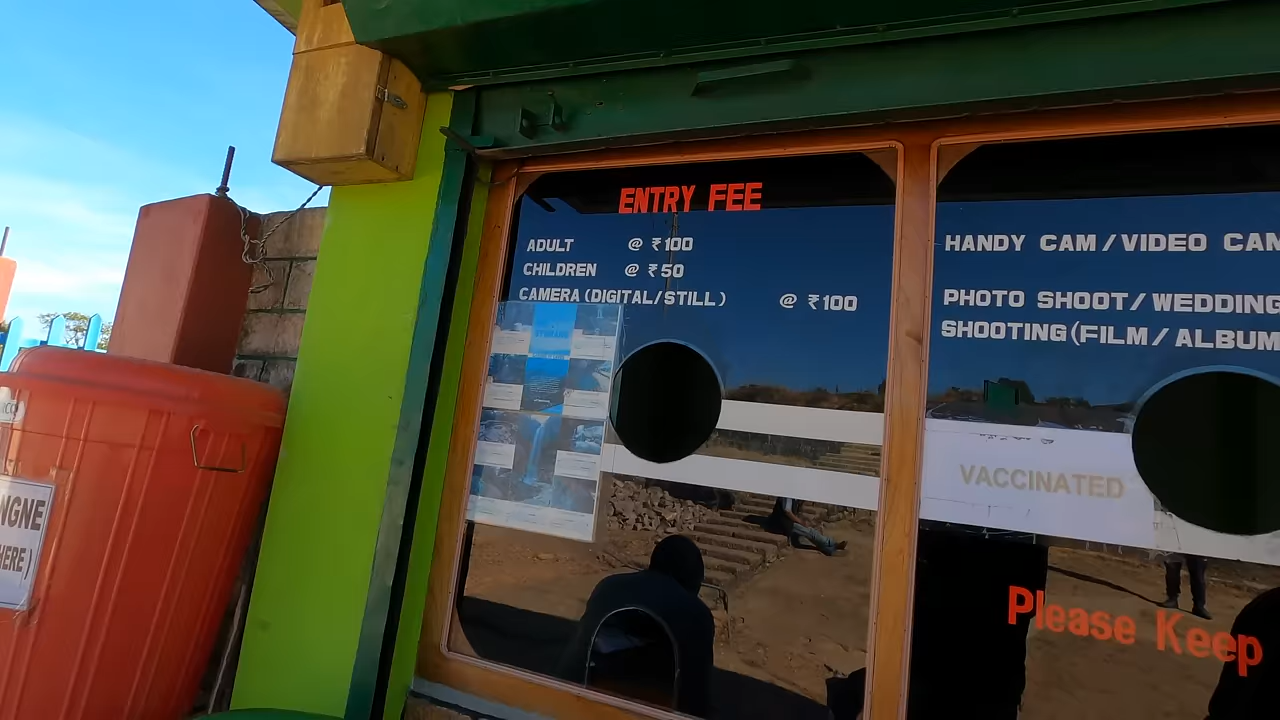 ENTRY FEE
ADULT @ ₹100
CHILDREN @ ₹50
CAMERA (DIGITAL/STILL) @ ₹100
HANDY CAM/VIDEO CAM
PHOTO SHOOT/WEDDING
SHOOTING(FILM/ALBUM
VACCINATED
Please Keep
NGNE
HERE)